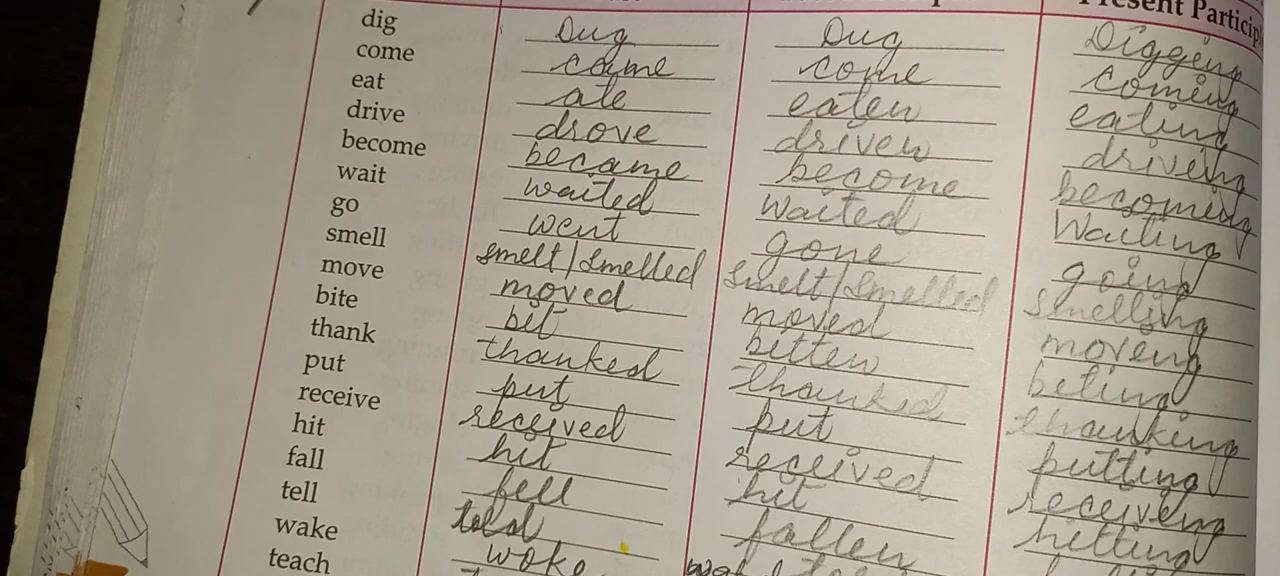 Present Particip
dig Dug Dug Digging
come came come coming
eat ate eaten eating
drive drove driven driving
become became become becoming
wait waited waited Waiting
go went gone going
smell smelt/smelled smelt/smelled smelling
move moved moved moving
bite bit bitten biting
thank thanked thanked thanking
put put put putting
receive received received receiving
hit hit hit hitting
fall fell fallen
tell told
wake woke
teach